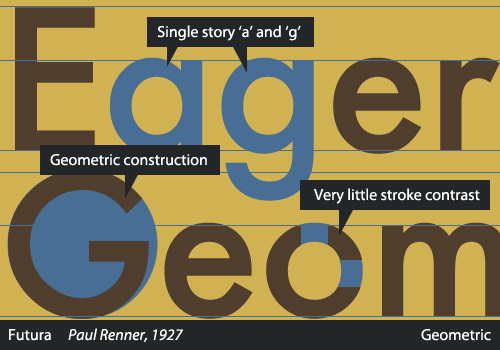 Single story ‘a’ and ‘g’
Eager
Geometric construction
Very little stroke contrast
Geom
Futura Paul Renner, 1927 Geometric